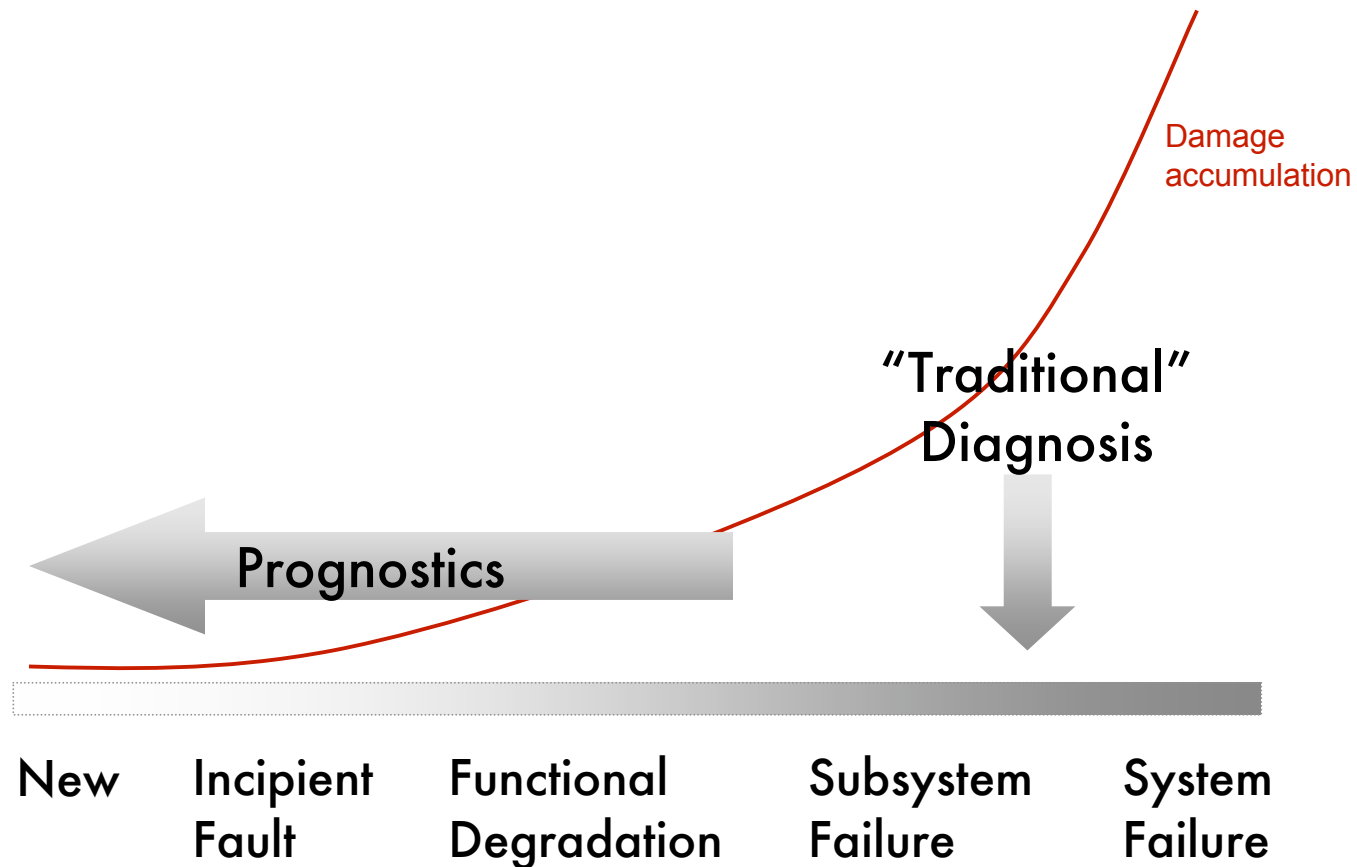 Damage
accumulation
“Traditional”
Diagnosis
Prognostics
New
Incipient
Fault
Functional
Degradation
Subsystem
Failure
System
Failure